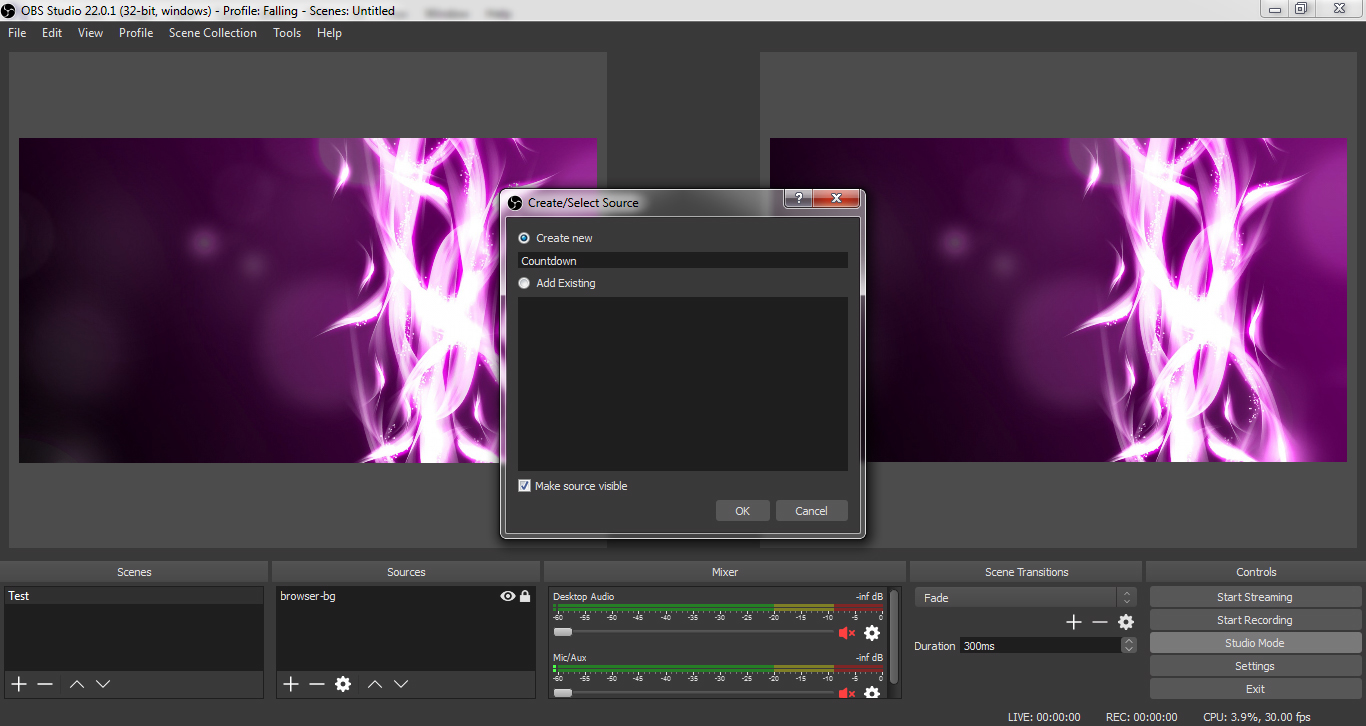 OBS Studio 22.0.1 (32-bit, windows) - Profile: Falling - Scenes: Untitled
File Edit View Profile Scene Collection Tools Help
Create/Select Source
?
Create new
Countdown
Add Existing
Make source visible
OK Cancel
Scenes
Test
Sources
browser-bg
Mixer
Desktop Audio -inf dB
-60 -55 -50 -45 -40 -35 -30 -25 -20 -15 -10 -5 0
Mic/Aux -inf dB
-60 -55 -50 -45 -40 -35 -30 -25 -20 -15 -10 -5 0
Scene Transitions
Fade
Duration 300ms
Controls
Start Streaming
Start Recording
Studio Mode
Settings
Exit
LIVE: 00:00:00 REC: 00:00:00 CPU: 3.9%, 30.00 fps